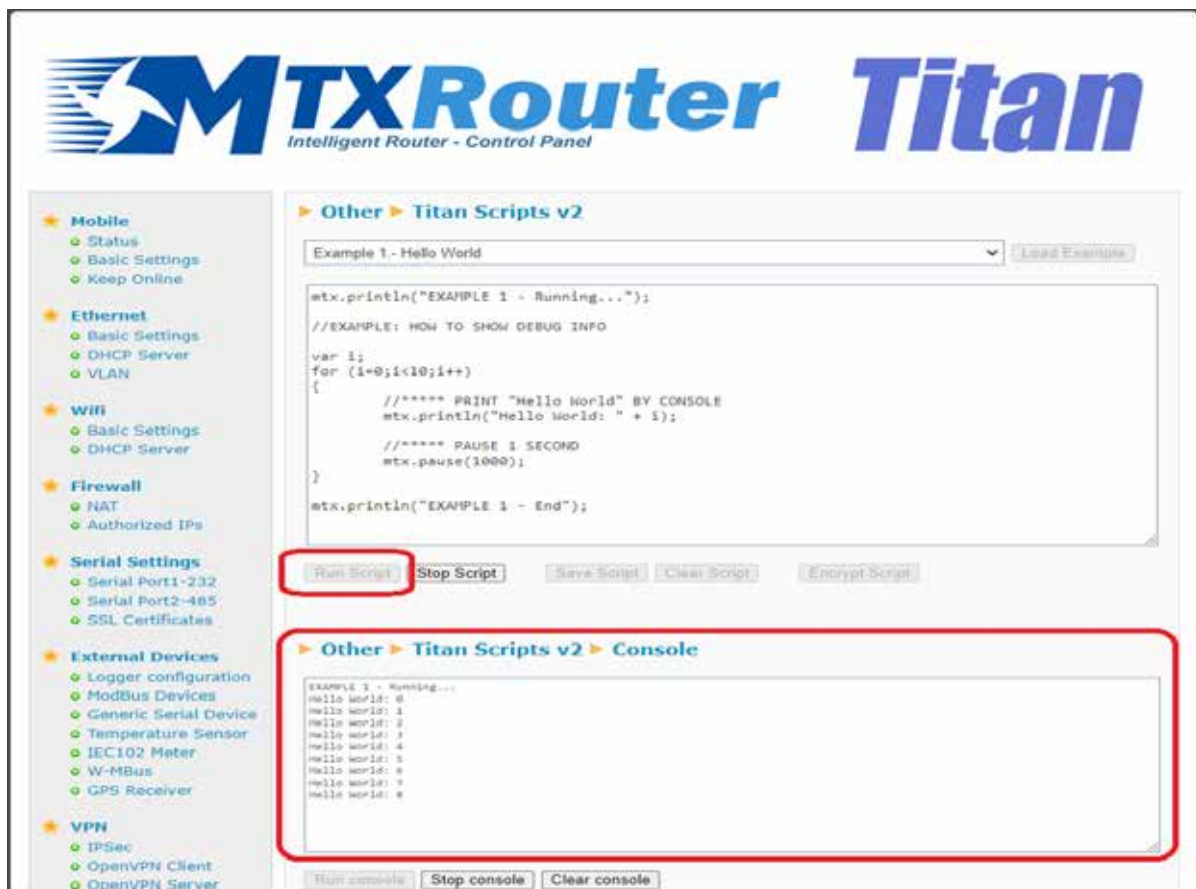 MTXRouter Titan
Intelligent Router - Control Panel
Mobile
Status
Basic Settings
Keep Online
Ethernet
Basic Settings
DHCP Server
VLAN
Wifi
Basic Settings
DHCP Server
Firewall
NAT
Authorized IPs
Serial Settings
Serial Port1-232
Serial Port2-485
SSL Certificates
External Devices
Logger configuration
ModBus Devices
Generic Serial Device
Temperature Sensor
IEC102 Meter
W-MBus
GPS Receiver
VPN
IPSec
OpenVPN Client
OpenVPN Server
Other Titan Scripts v2
Example 1.- Hello World
Load Example
mtx.println("EXAMPLE 1 - Running...");
//EXAMPLE: HOW TO SHOW DEBUG INFO
var i;
for (i=0;i<10;i++)
{
//***** PRINT "Hello World" BY CONSOLE
mtx.println("Hello World: " + i);
//***** PAUSE 1 SECOND
mtx.pause(1000);
}
mtx.println("EXAMPLE 1 - End");
Run Script Stop Script Save Script Clear Script Encrypt Script
Other Titan Scripts v2 Console
EXAMPLE 1 - Running...
Hello World: 0
Hello World: 1
Hello World: 2
Hello World: 3
Hello World: 4
Hello World: 5
Hello World: 6
Hello World: 7
Hello World: 8
Run console Stop console Clear console